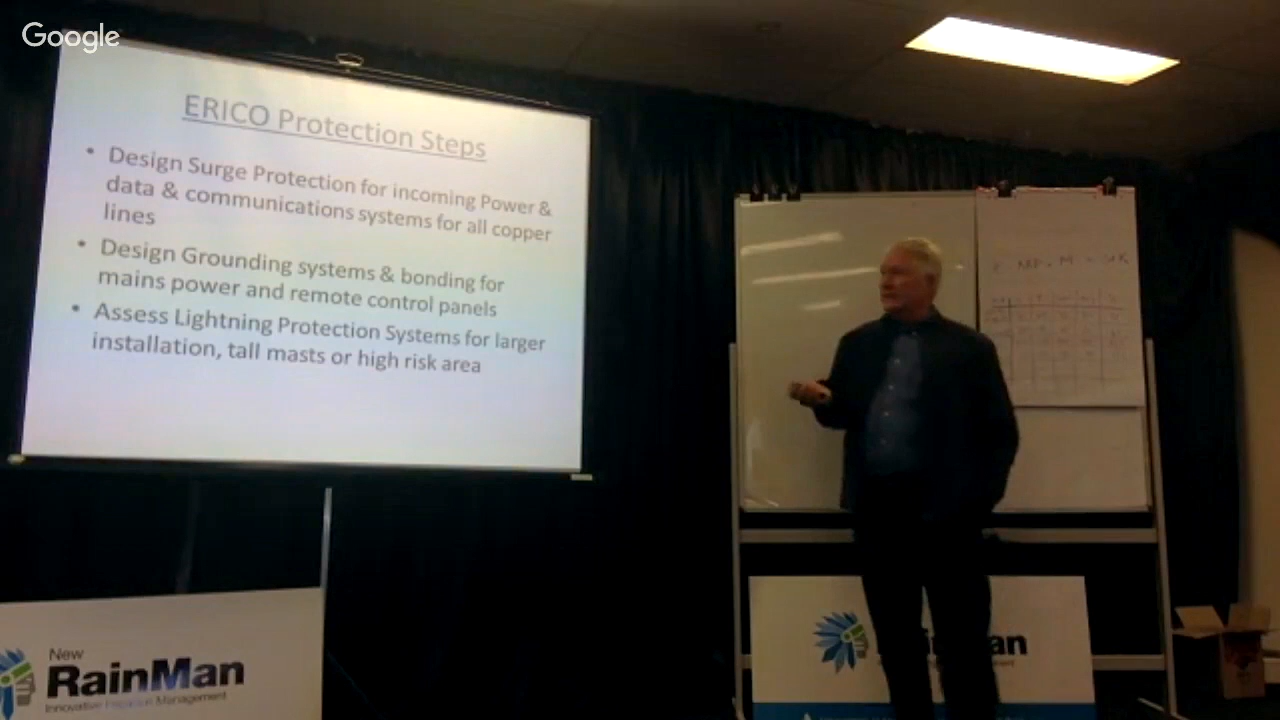 Google
ERICO Protection Steps
• Design Surge Protection for incoming Power &
data & communications systems for all copper
lines
• Design Grounding systems & bonding for
mains power and remote control panels
• Assess Lightning Protection Systems for larger
installation, tall masts or high risk area
New
RainMan
Innovative Irrigation Management